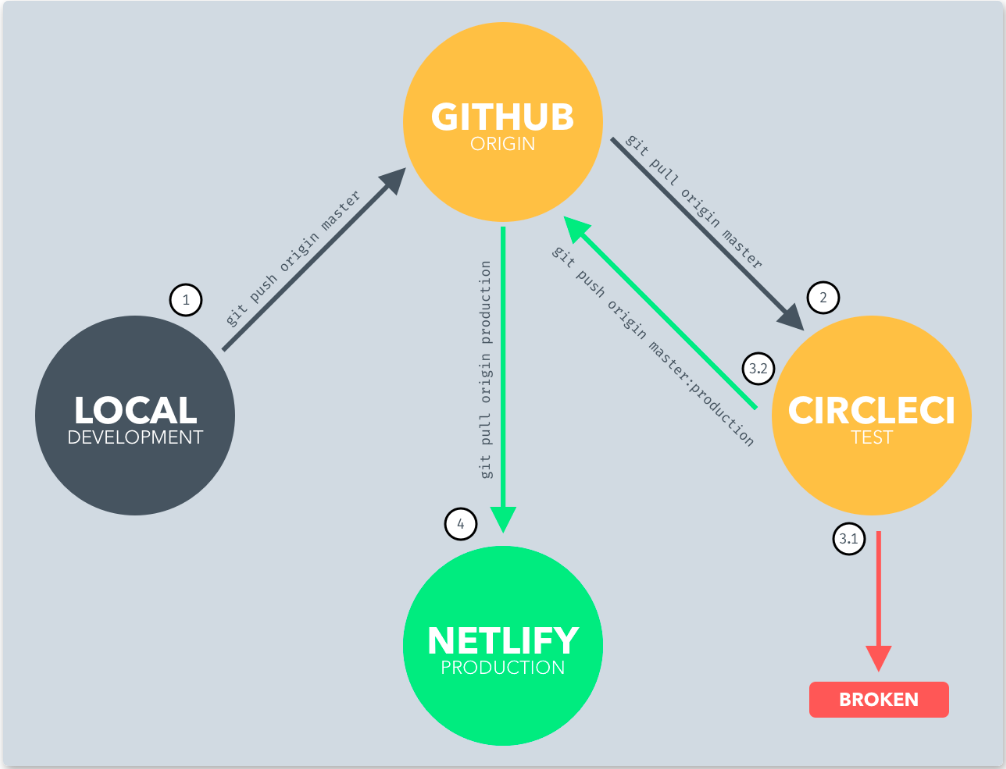 GITHUB
ORIGIN
git push origin master
git pull origin master
1
2
git pull origin production
git push origin master:production
3.2
LOCAL
DEVELOPMENT
CIRCLECI
TEST
4
3.1
NETLIFY
PRODUCTION
BROKEN